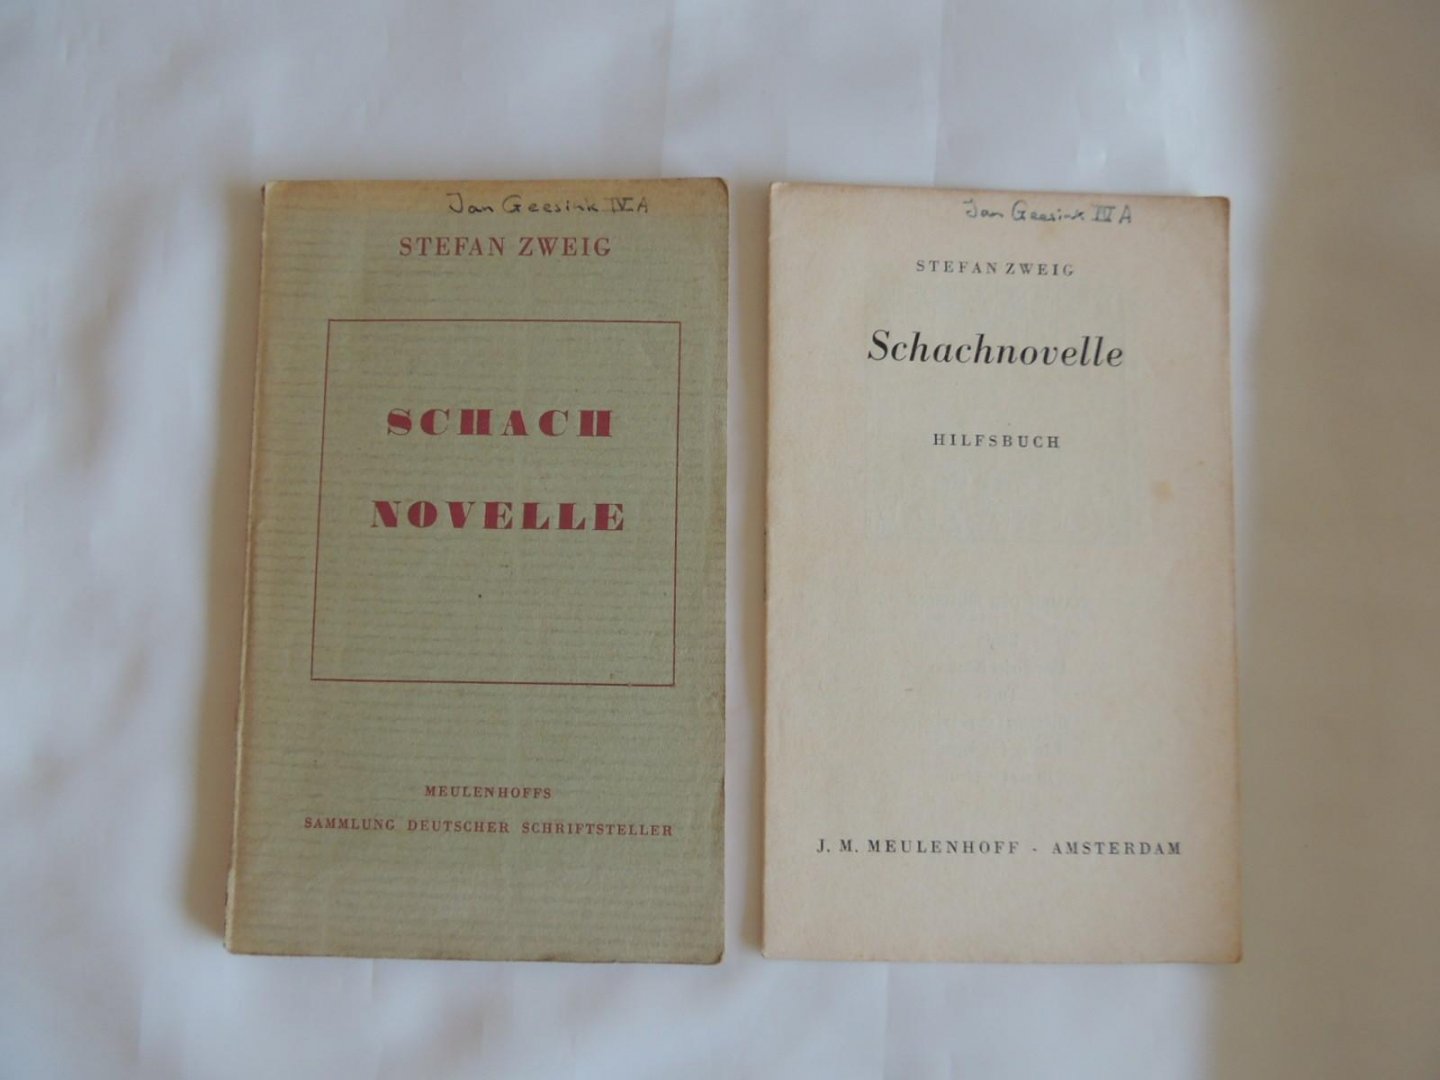 Jan Geesink IV A
STEFAN ZWEIG
SCHACH
NOVELLE
MEULENHOFFS
SAMMLUNG DEUTSCHER SCHRIFTSTELLER
Jan Geesink IV A
STEFAN ZWEIG
Schachnovelle
HILFSBUCH
J. M. MEULENHOFF - AMSTERDAM